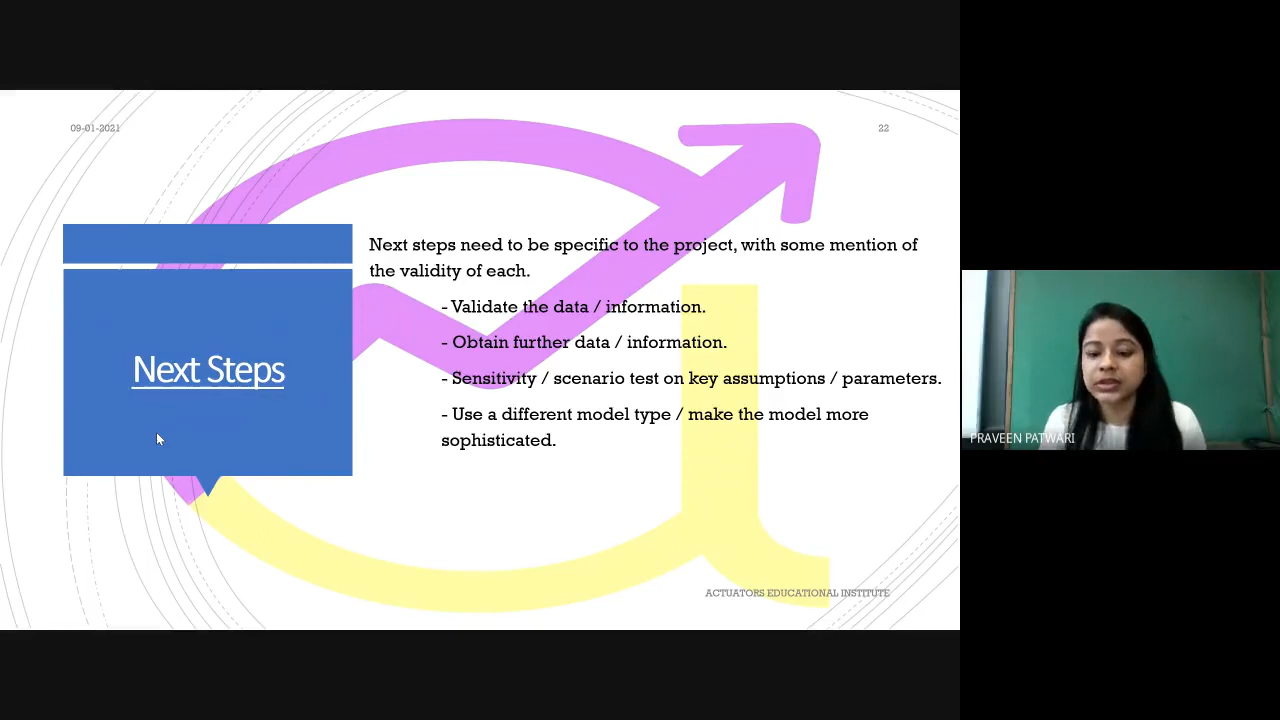 09-01-2021
22
Next Steps
Next steps need to be specific to the project, with some mention of
the validity of each.
- Validate the data / information.
- Obtain further data / information.
- Sensitivity / scenario test on key assumptions / parameters.
- Use a different model type / make the model more
sophisticated.
ACTUATORS EDUCATIONAL INSTITUTE
PRAVEEN PATWARI